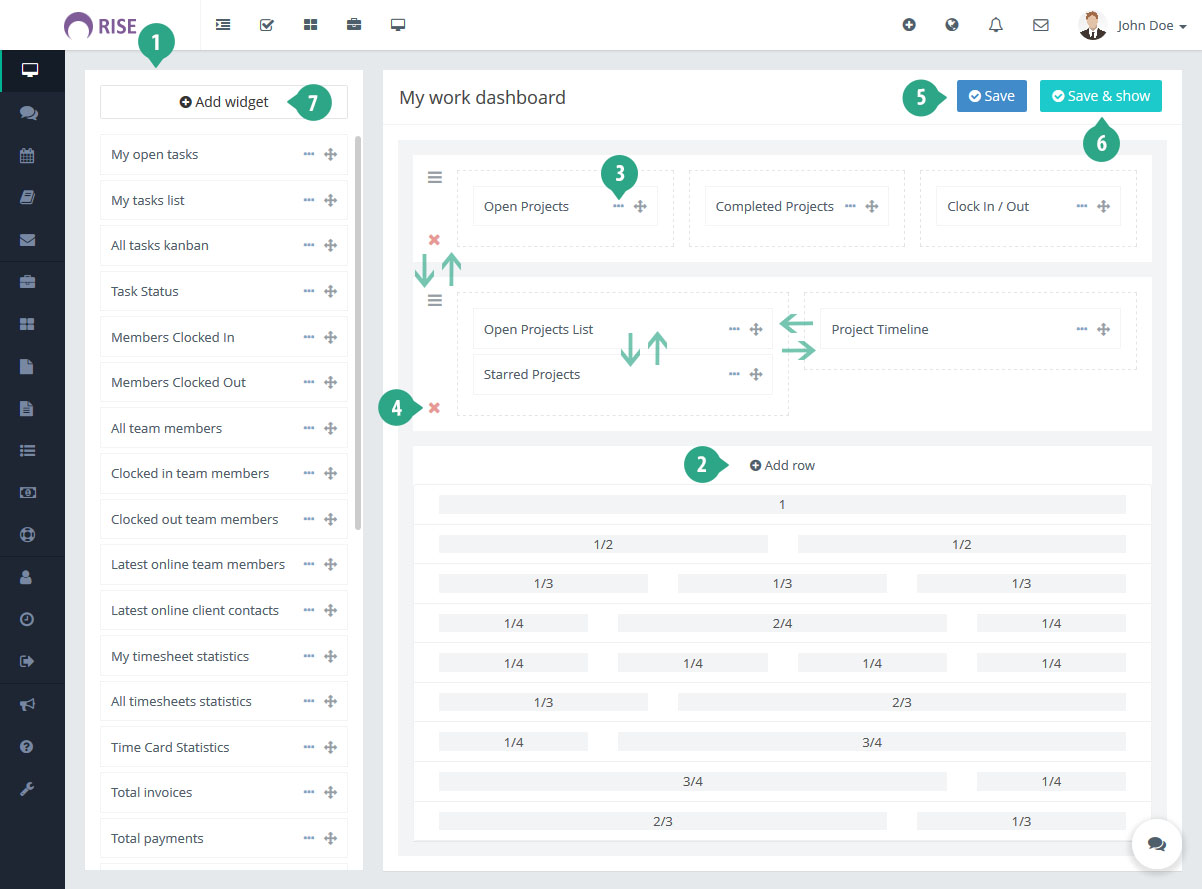 RISE
John Doe
1
Add widget
7
My open tasks
My tasks list
All tasks kanban
Task Status
Members Clocked In
Members Clocked Out
All team members
Clocked in team members
Clocked out team members
Latest online team members
Latest online client contacts
My timesheet statistics
All timesheets statistics
Time Card Statistics
Total invoices
Total payments
My work dashboard
5
Save
Save & show
6
3
Open Projects
Completed Projects
Clock In / Out
Open Projects List
Project Timeline
Starred Projects
4
2
Add row
1
1/2 1/2
1/3 1/3 1/3
1/4 2/4 1/4
1/4 1/4 1/4 1/4
1/3 2/3
1/4 3/4
3/4 1/4
2/3 1/3